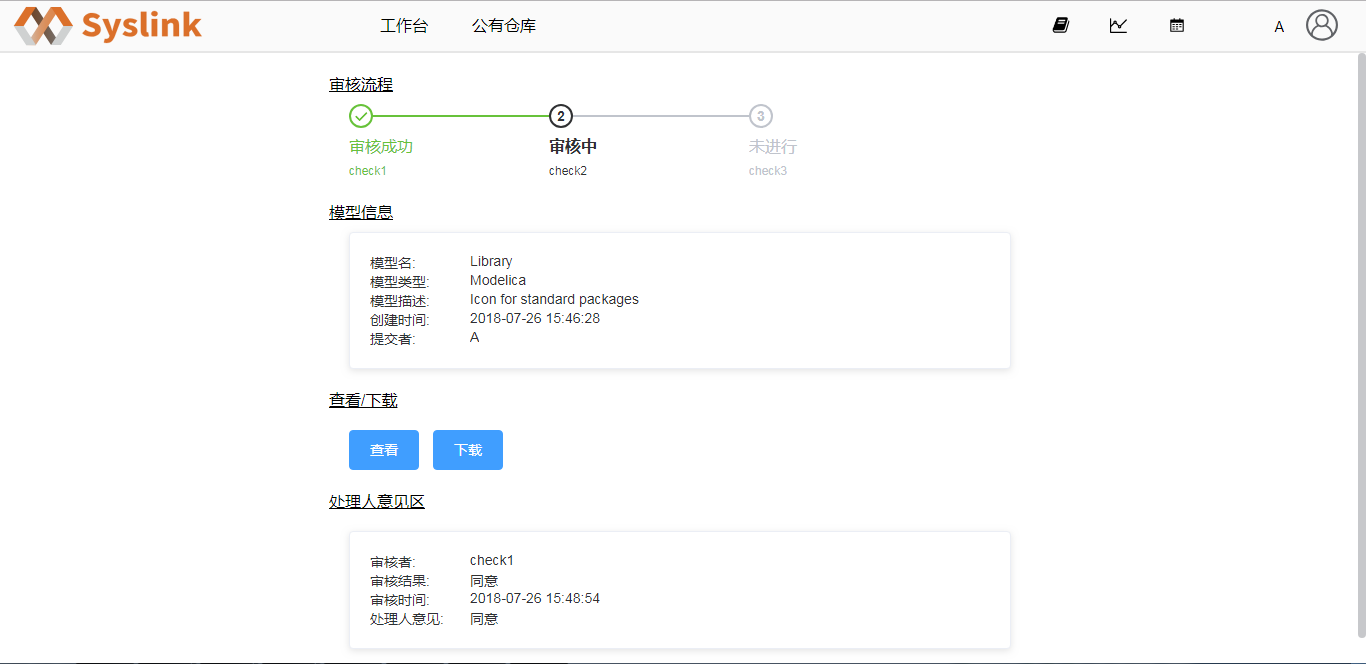 Syslink 工作台 公有仓库 A
审核流程
2 3
审核成功 审核中 未进行
check1 check2 check3
模型信息
模型名: Library
模型类型: Modelica
模型描述: Icon for standard packages
创建时间: 2018-07-26 15:46:28
提交者: A
查看/下载
查看 下载
处理人意见区
审核者: check1
审核结果: 同意
审核时间: 2018-07-26 15:48:54
处理人意见: 同意